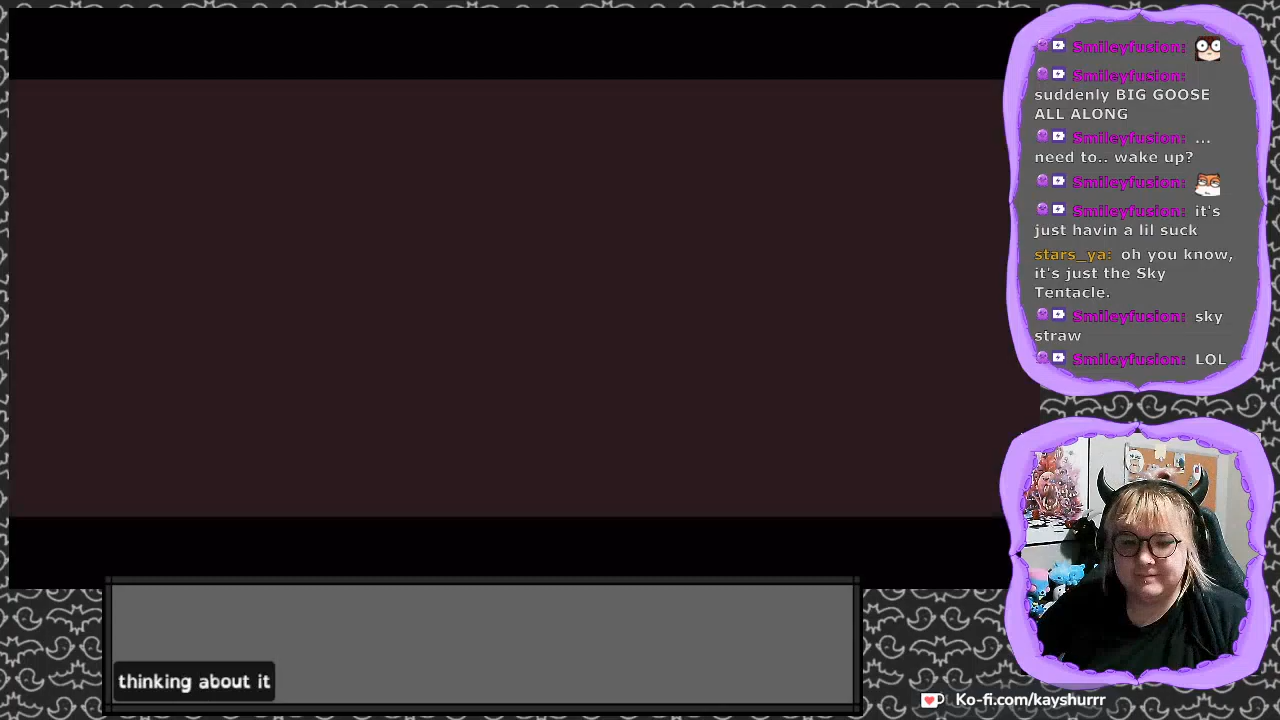 Smileyfusion:
Smileyfusion:
suddenly BIG GOOSE
ALL ALONG
Smileyfusion: ...
need to.. wake up?
Smileyfusion:
Smileyfusion: it's
just havin a lil suck
stars_ya: oh you know,
it's just the Sky
Tentacle.
Smileyfusion: sky
straw
Smileyfusion: LOL
thinking about it
Ko-fi.com/kayshurrr